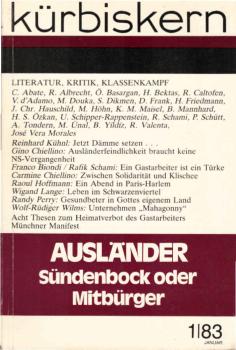 kürbiskern
LITERATUR, KRITIK, KLASSENKAMPF
C. Abate, R. Albrecht, Ö. Basargan, H. Bektas, R. Caltofen,
V. d'Adamo, M. Douka, S. Dikmen, D. Frank, H. Friedmann,
J. Chr. Hauschild, M. Höhn, K. M. Maisel, B. Mannhard,
H. S. Özkan, U. Schipper-Rappenstein, R. Schami, P. Schütt,
A. Tondern, M. Ünal, B. Yildiz, R. Valenta,
José Vera Morales
Reinhard Kühnl: Jetzt Dämme setzen . . .
Gino Chiellino: Ausländerfeindlichkeit braucht keine
NS-Vergangenheit
Franco Biondi / Rafik Schami: Ein Gastarbeiter ist ein Türke
Carmine Chiellino: Zwischen Solidarität und Klischee
Raoul Hoffmann: Ein Abend in Paris-Harlem
Wigand Lange: Leben im Schwarzenviertel
Randy Perry: Gesundbeter in Gottes eigenem Land
Wolf-Rüdiger Wilms: Unternehmen „Mahagonny"
Acht Thesen zum Heimatverbot des Gastarbeiters
Münchner Manifest
AUSLÄNDER
Sündenbock oder
Mitbürger
1|83
JANUAR